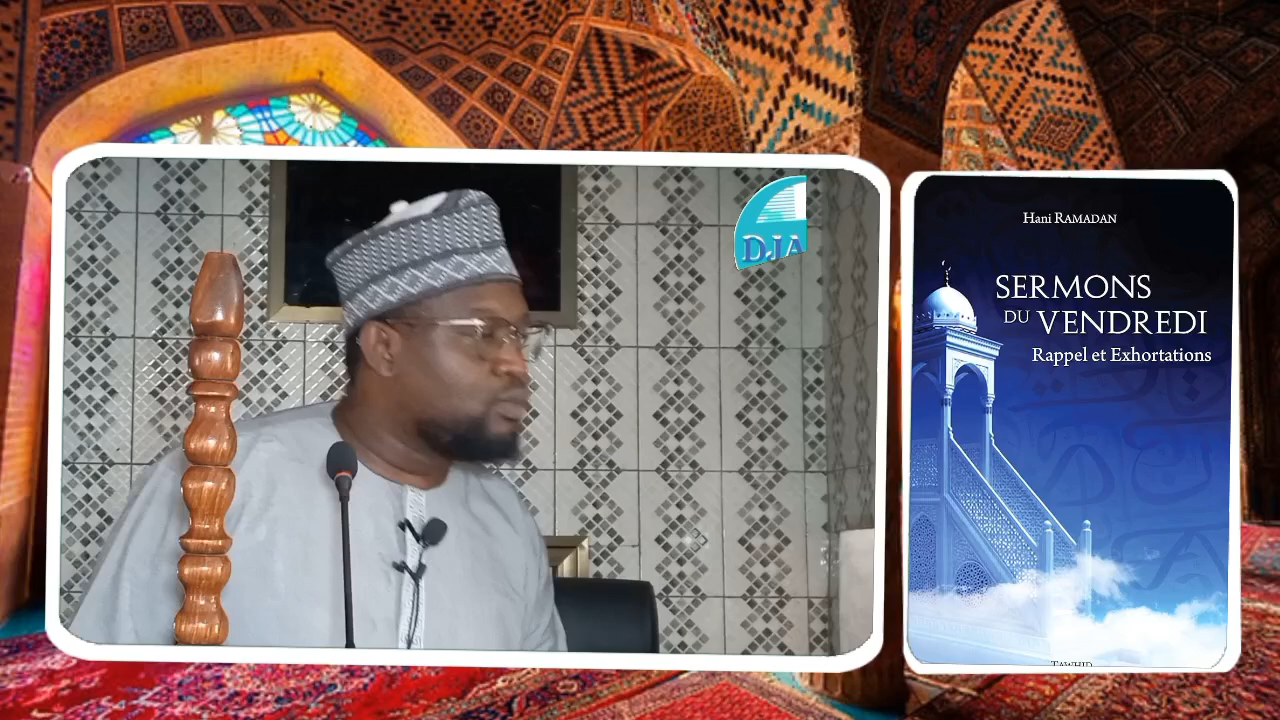 DJA
Hani RAMADAN
SERMONS
DU VENDREDI
Rappel et Exhortations
TAWHID